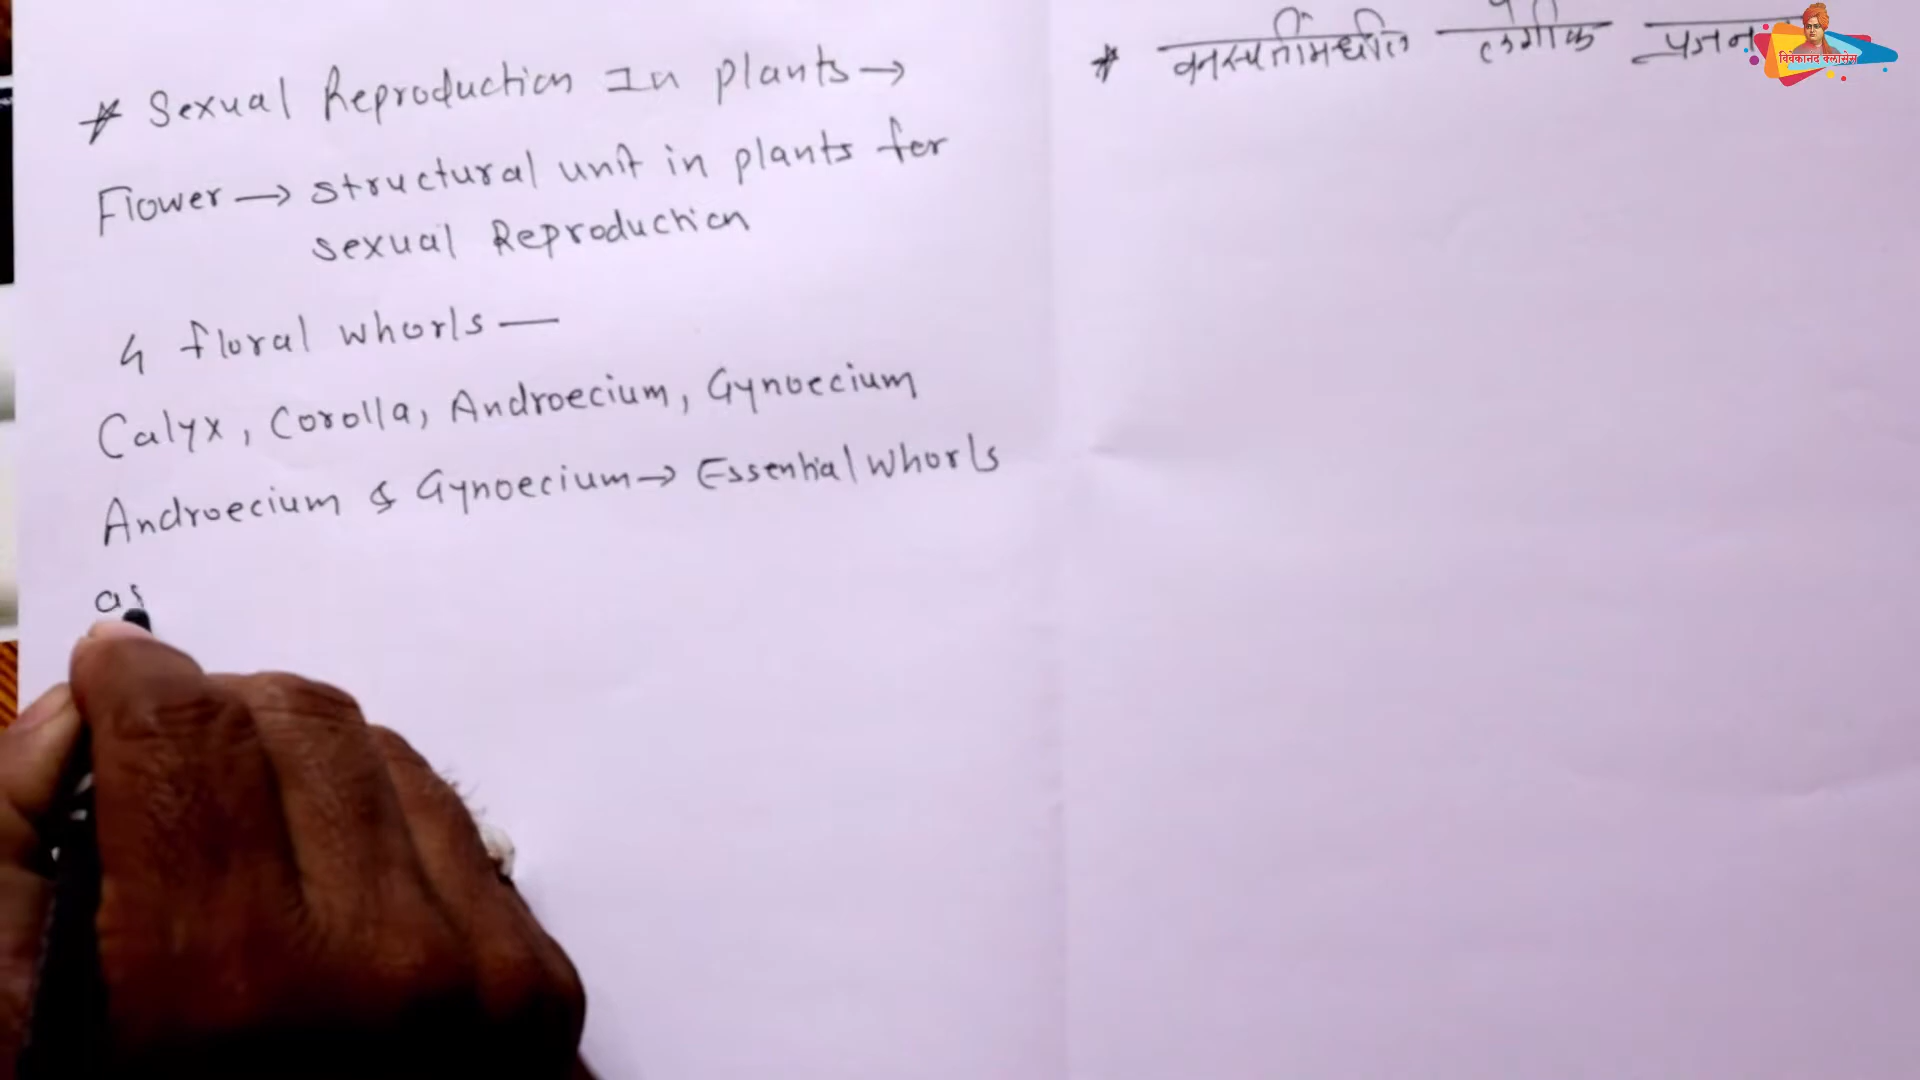 * Sexual Reproduction In plants →
Flower → structural unit in plants for
sexual Reproduction
4 floral whorls —
Calyx, Corolla, Androecium, Gynoecium
Androecium & Gynoecium → Essential whorls
as
* वनस्पतींमधील लैंगीक प्रजनन
विवेकानंद क्लासेस